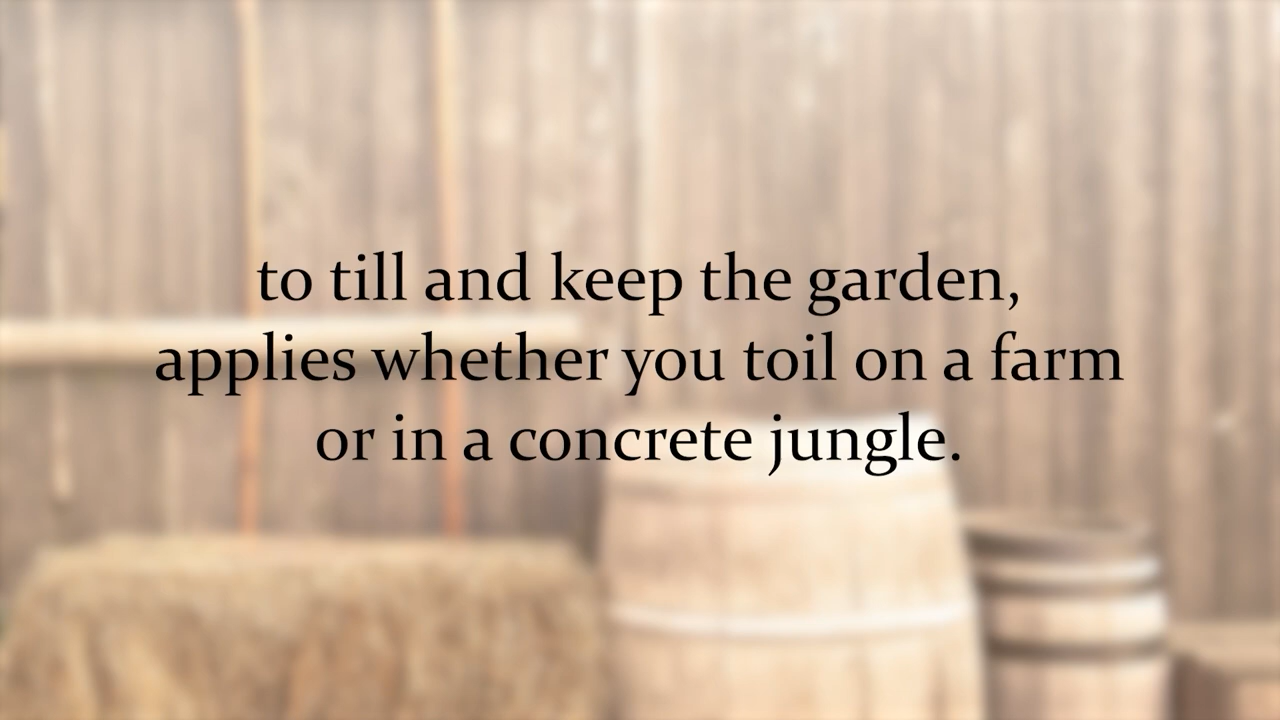 to till and keep the garden,
applies whether you toil on a farm
or in a concrete jungle.